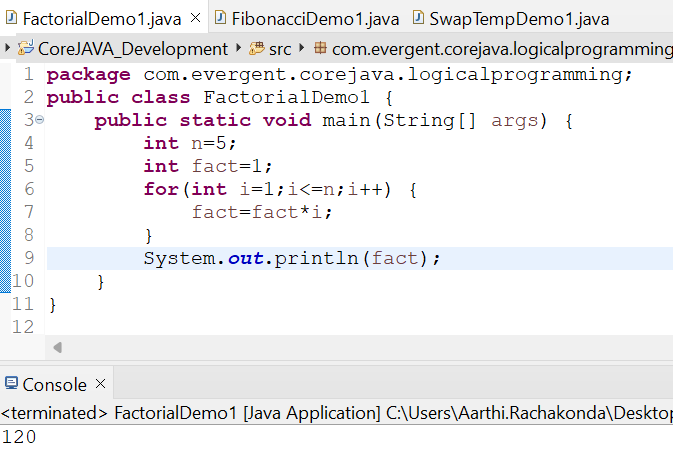 FactorialDemo1.java × FibonacciDemo1.java SwapTempDemo1.java
CoreJAVA_Development src com.evergent.corejava.logicalprogramming
1 package com.evergent.corejava.logicalprogramming;
2 public class FactorialDemo1 {
3 public static void main(String[] args) {
4 int n=5;
5 int fact=1;
6 for(int i=1;i<=n;i++) {
7 fact=fact*i;
8 }
9 System.out.println(fact);
10 }
11 }
12
Console ×
<terminated> FactorialDemo1 [Java Application] C:\Users\Aarthi.Rachakonda\Desktop
120